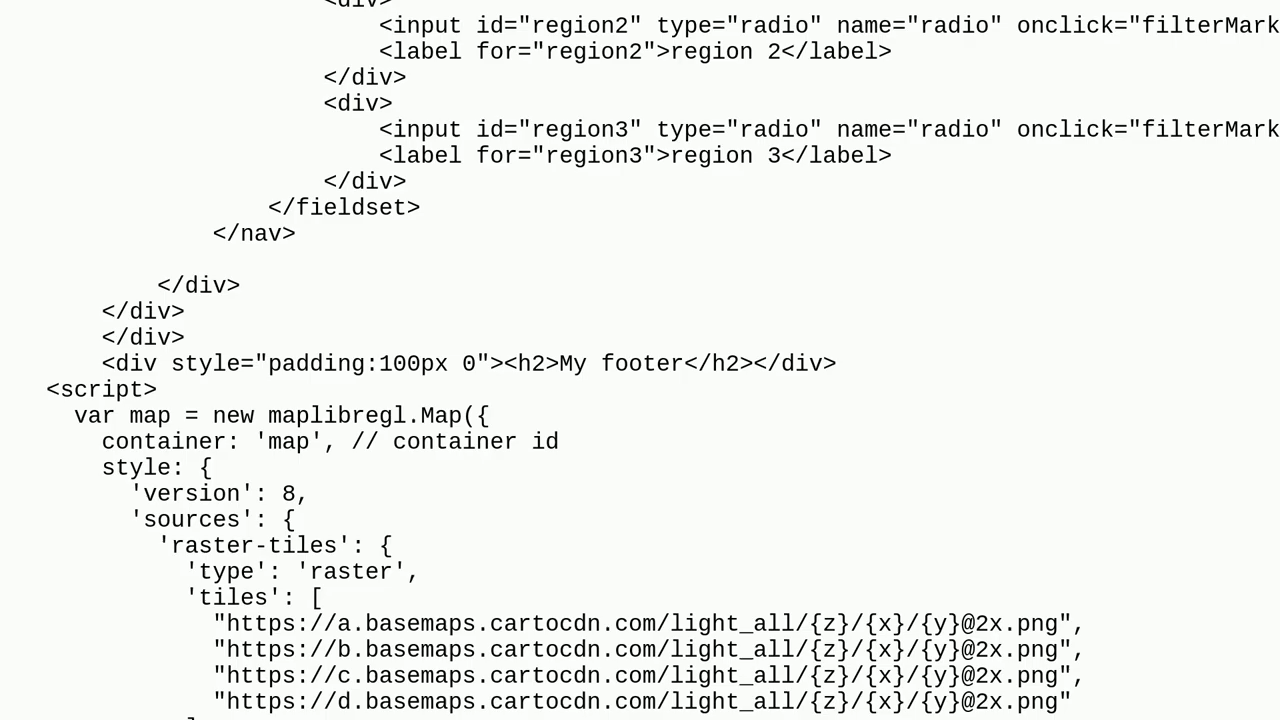 <div>
<input id="region2" type="radio" name="radio" onclick="filterMark
<label for="region2">region 2</label>
</div>
<div>
<input id="region3" type="radio" name="radio" onclick="filterMark
<label for="region3">region 3</label>
</div>
</fieldset>
</nav>
</div>
</div>
</div>
<div style="padding:100px 0"><h2>My footer</h2></div>
<script>
var map = new maplibregl.Map({
container: 'map', // container id
style: {
'version': 8,
'sources': {
'raster-tiles': {
'type': 'raster',
'tiles': [
"https://a.basemaps.cartocdn.com/light_all/{z}/{x}/{y}@2x.png",
"https://b.basemaps.cartocdn.com/light_all/{z}/{x}/{y}@2x.png",
"https://c.basemaps.cartocdn.com/light_all/{z}/{x}/{y}@2x.png",
"https://d.basemaps.cartocdn.com/light_all/{z}/{x}/{y}@2x.png"